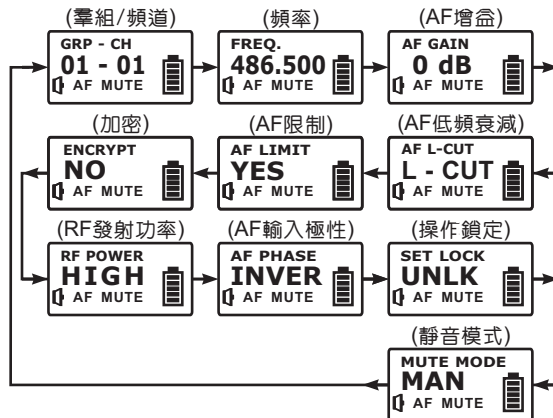 (羣組/頻道)
GRP - CH
01 - 01
AF MUTE
(頻率)
FREQ.
486.500
AF MUTE
(AF增益)
AF GAIN
0 dB
AF MUTE
(加密)
ENCRYPT
NO
AF MUTE
(AF限制)
AF LIMIT
YES
AF MUTE
(AF低頻衰減)
AF L-CUT
L - CUT
AF MUTE
(RF發射功率)
RF POWER
HIGH
AF MUTE
(AF輸入極性)
AF PHASE
INVER
AF MUTE
(操作鎖定)
SET LOCK
UNLK
AF MUTE
(靜音模式)
MUTE MODE
MAN
AF MUTE